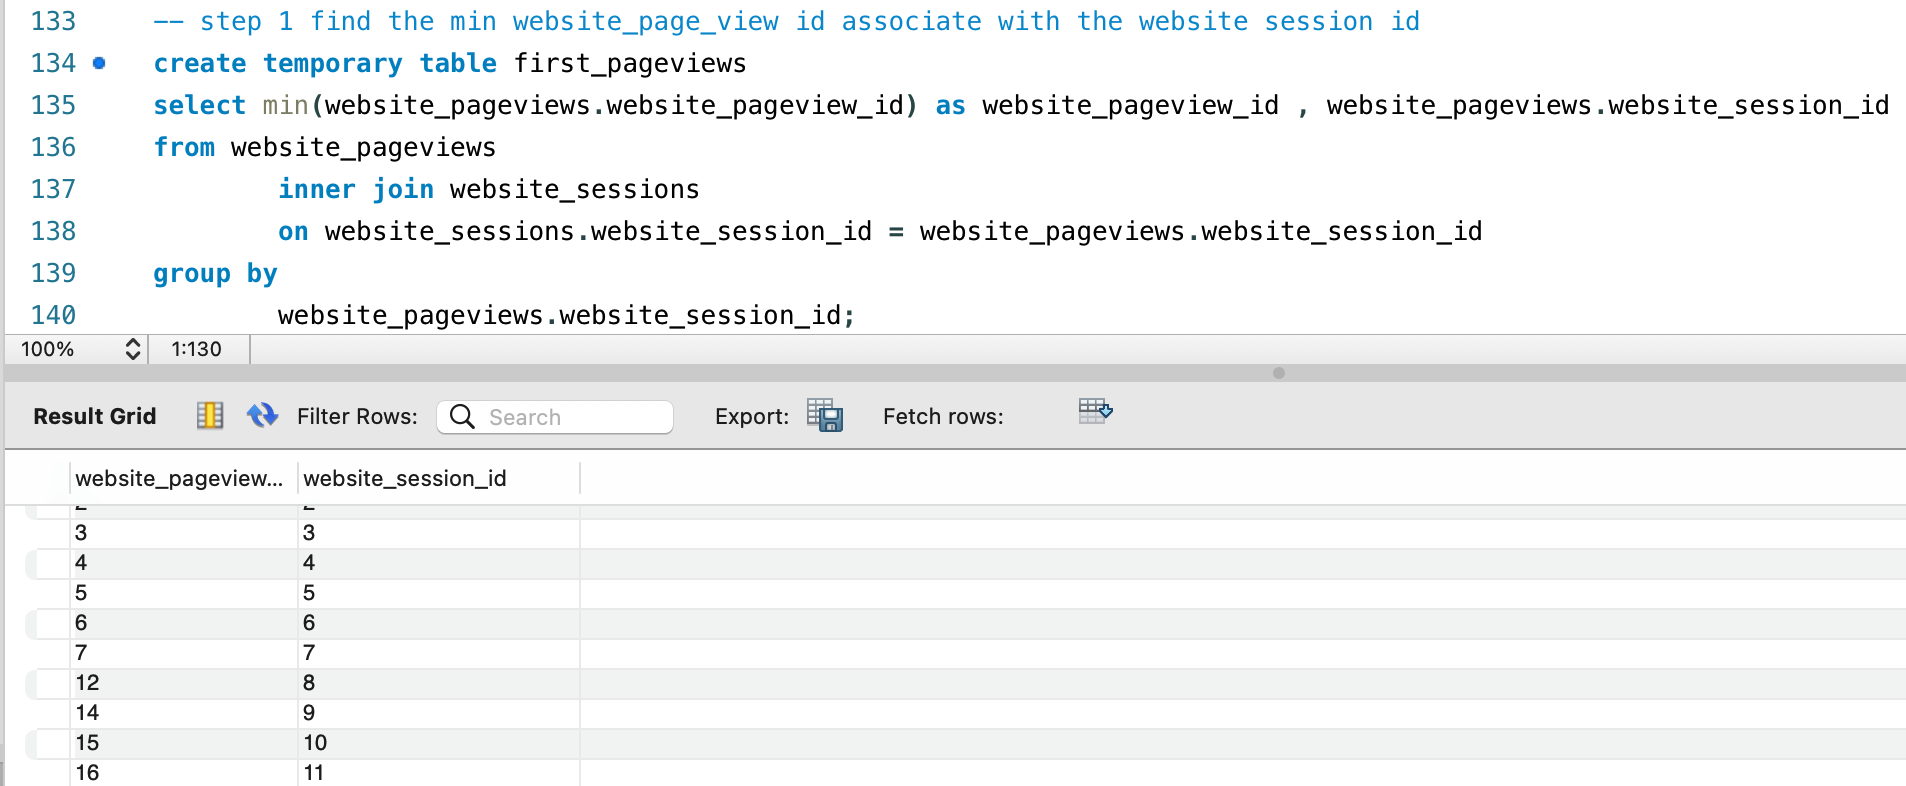 133 -- step 1 find the min website_page_view id associate with the website session id
134 create temporary table first_pageviews
135 select min(website_pageviews.website_pageview_id) as website_pageview_id , website_pageviews.website_session_id
136 from website_pageviews
137 inner join website_sessions
138 on website_sessions.website_session_id = website_pageviews.website_session_id
139 group by
140 website_pageviews.website_session_id;
100% 1:130
Result Grid Filter Rows: Search Export: Fetch rows:
website_pageview... website_session_id
3 3
4 4
5 5
6 6
7 7
12 8
14 9
15 10
16 11